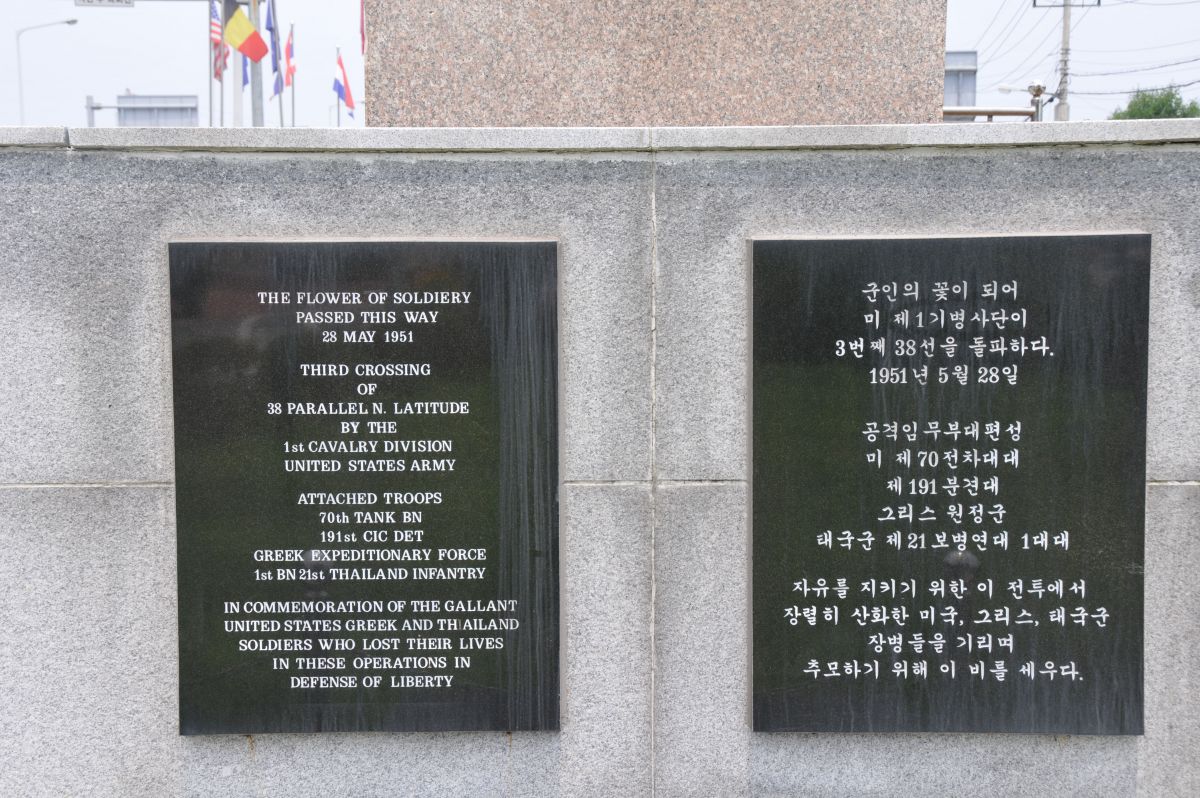 THE FLOWER OF SOLDIERY
PASSED THIS WAY
28 MAY 1951
THIRD CROSSING
OF
38 PARALLEL N. LATITUDE
BY THE
1st CAVALRY DIVISION
UNITED STATES ARMY
ATTACHED TROOPS
70th TANK BN
191st CIC DET
GREEK EXPEDITIONARY FORCE
1st BN 21st THAILAND INFANTRY
IN COMMEMORATION OF THE GALLANT
UNITED STATES GREEK AND THAILAND
SOLDIERS WHO LOST THEIR LIVES
IN THESE OPERATIONS IN
DEFENSE OF LIBERTY
군인의 꽃이 되어
미 제1기병사단이
3번째 38선을 돌파하다.
1951년 5월 28일
공격임무부대편성
미 제70전차대대
제191분견대
그리스 원정군
태국군 제21보병연대 1대대
자유를 지키기 위한 이 전투에서
장렬히 산화한 미국, 그리스, 태국군
장병들을 기리며
추모하기 위해 이 비를 세우다.